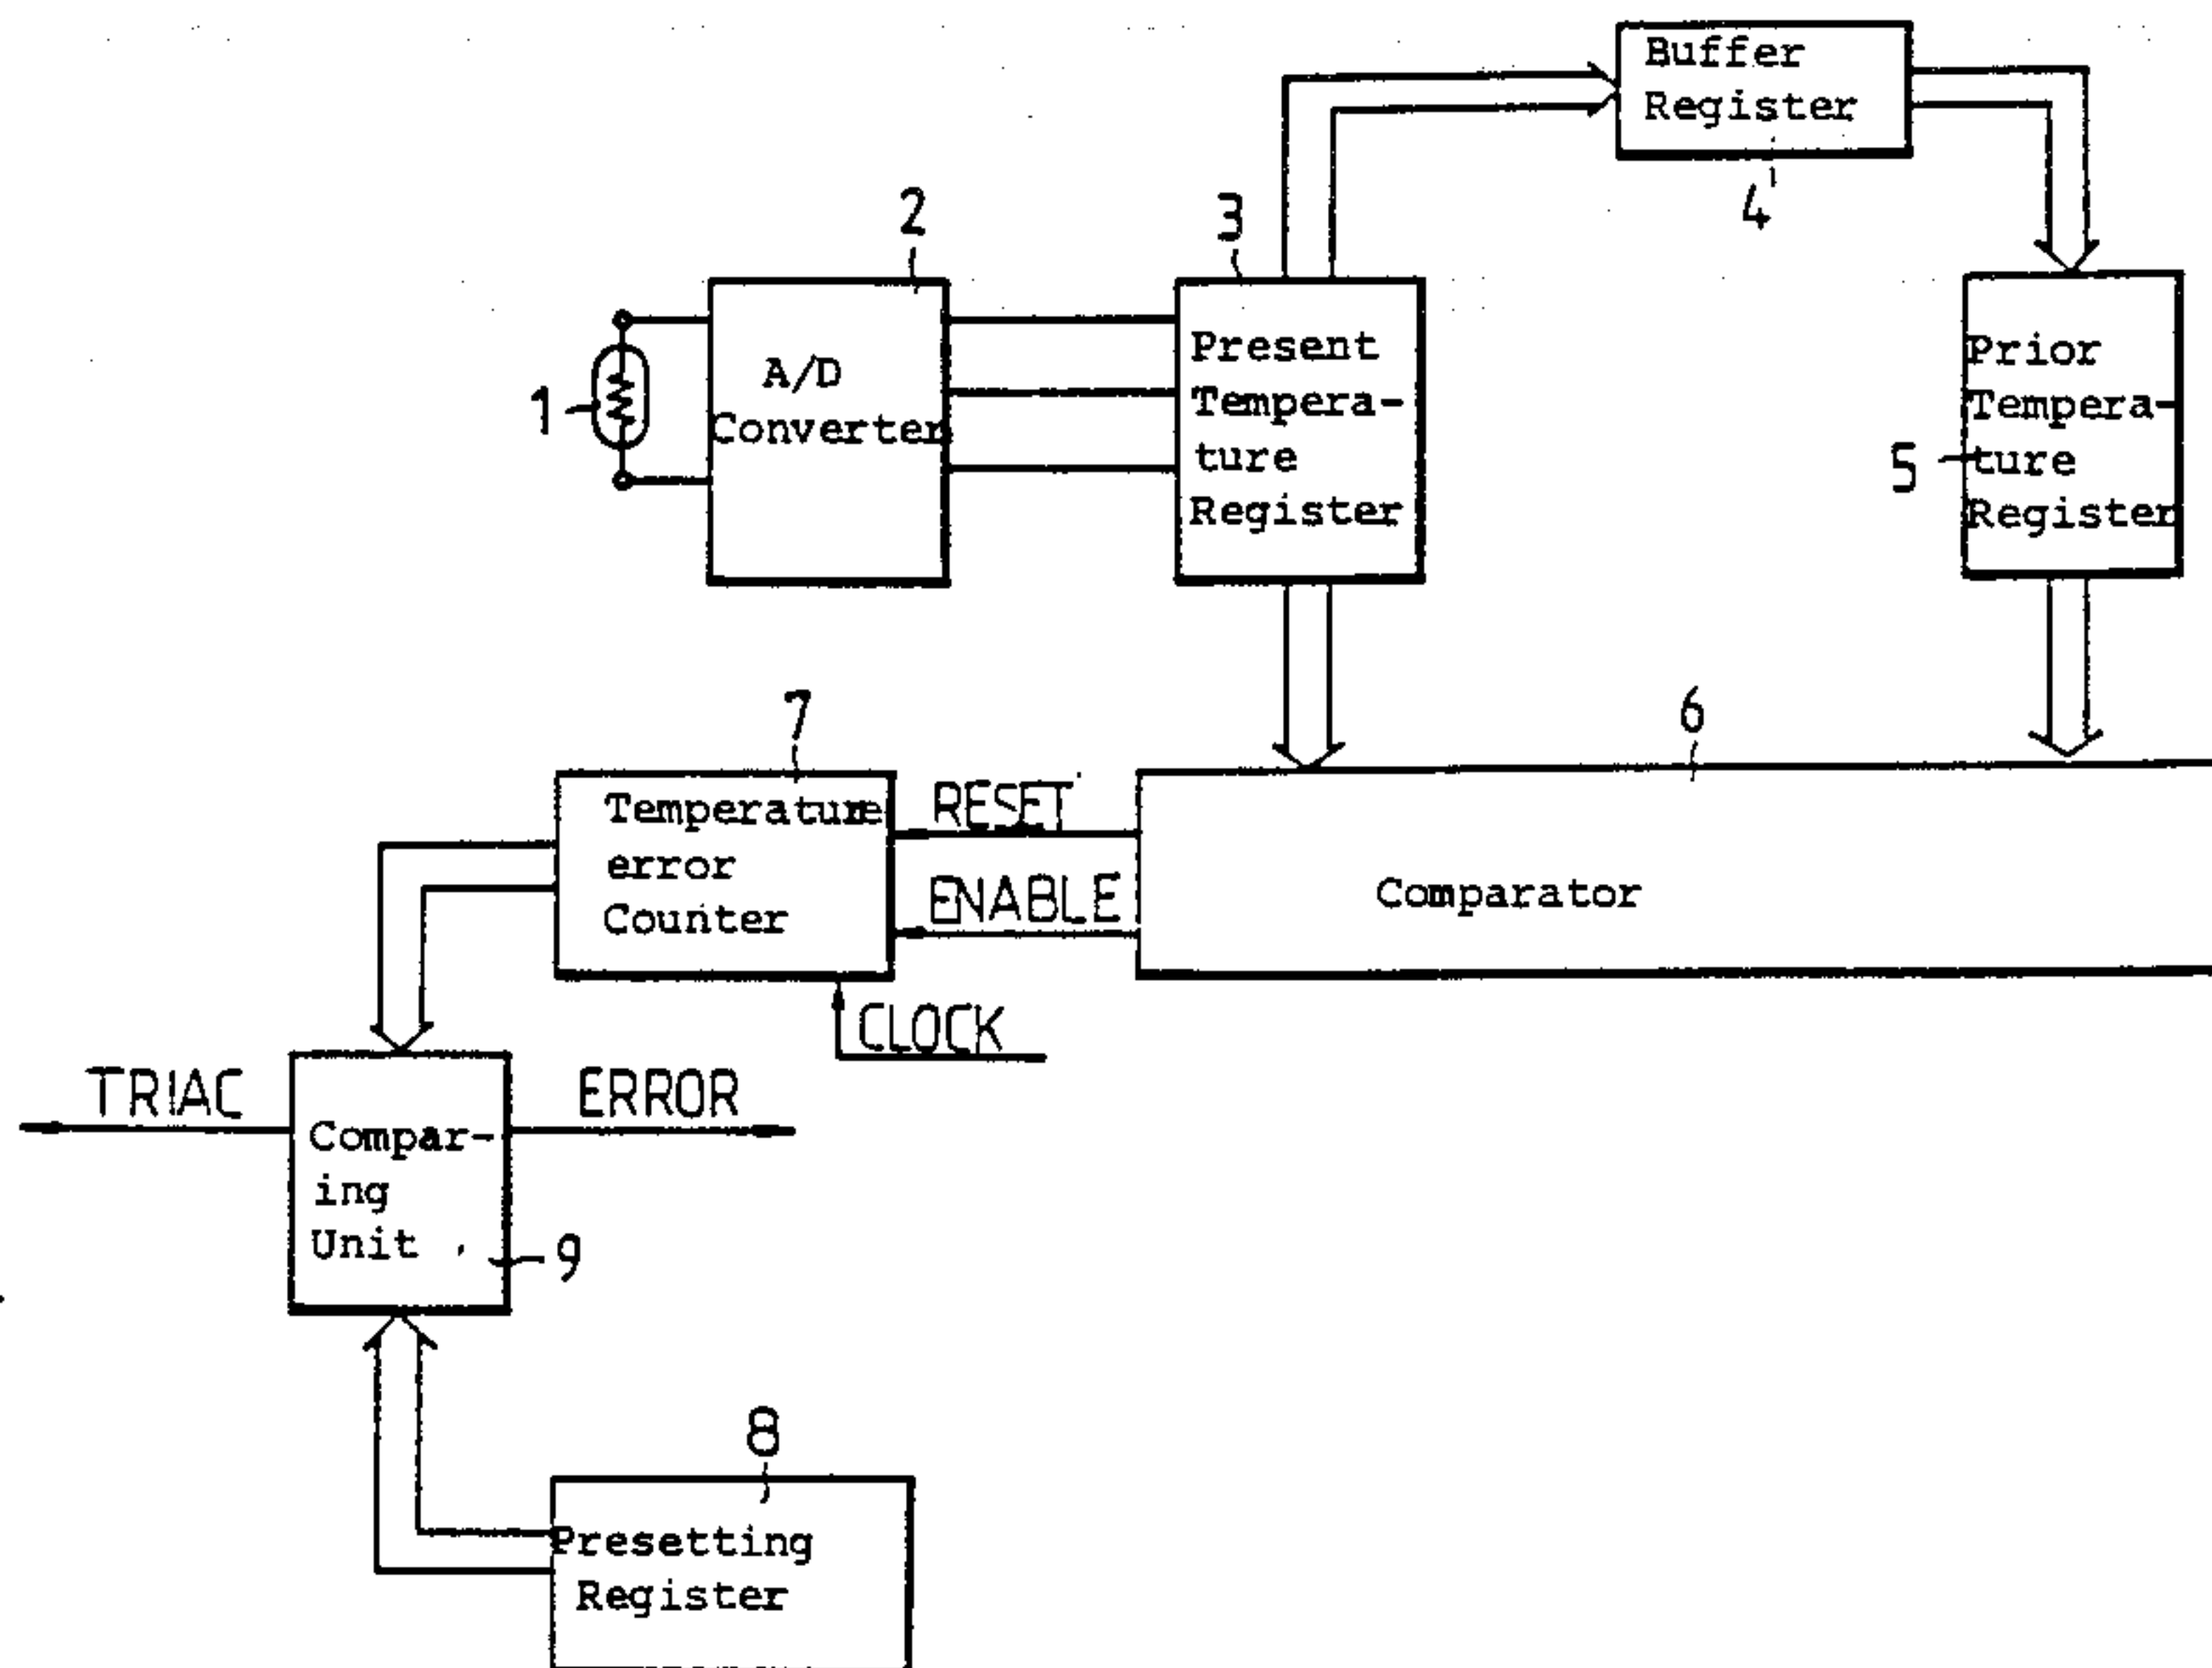 Buffer
Register
4
2
3
1
A/D
Converter
Present
Tempera-
ture
Register
Prior
Tempera-
ture
Register
5
7
6
Temperature
error
Counter
RESET
ENABLE
CLOCK
Comparator
TRIAC
ERROR
Compar-
ing
Unit
9
8
Presetting
Register